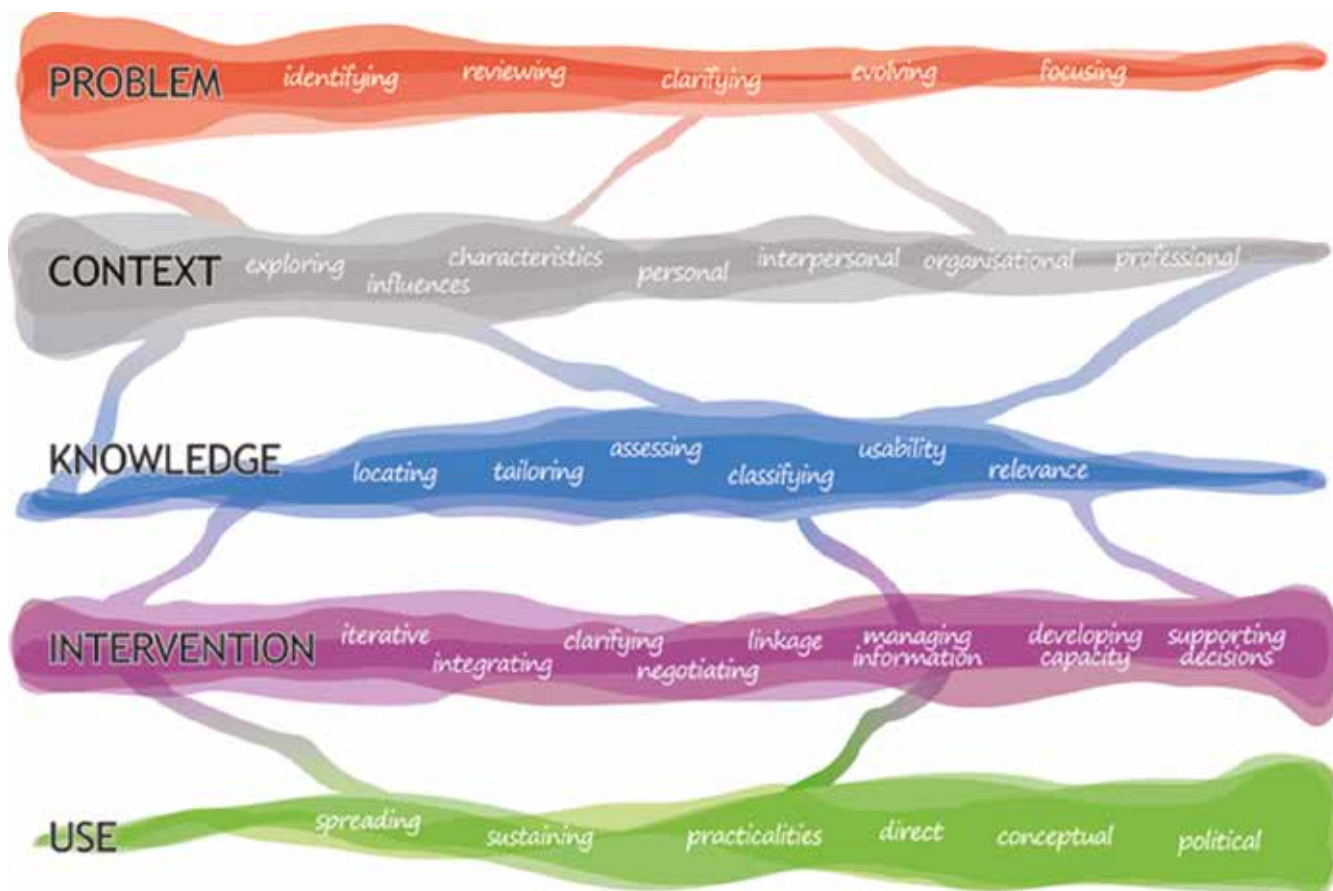 PROBLEM identifying reviewing clarifying evolving focusing
CONTEXT exploring influences characteristics personal interpersonal organisational professional
KNOWLEDGE locating tailoring assessing classifying usability relevance
INTERVENTION iterative integrating clarifying negotiating linkage managing information developing capacity supporting decisions
USE spreading sustaining practicalities direct conceptual political